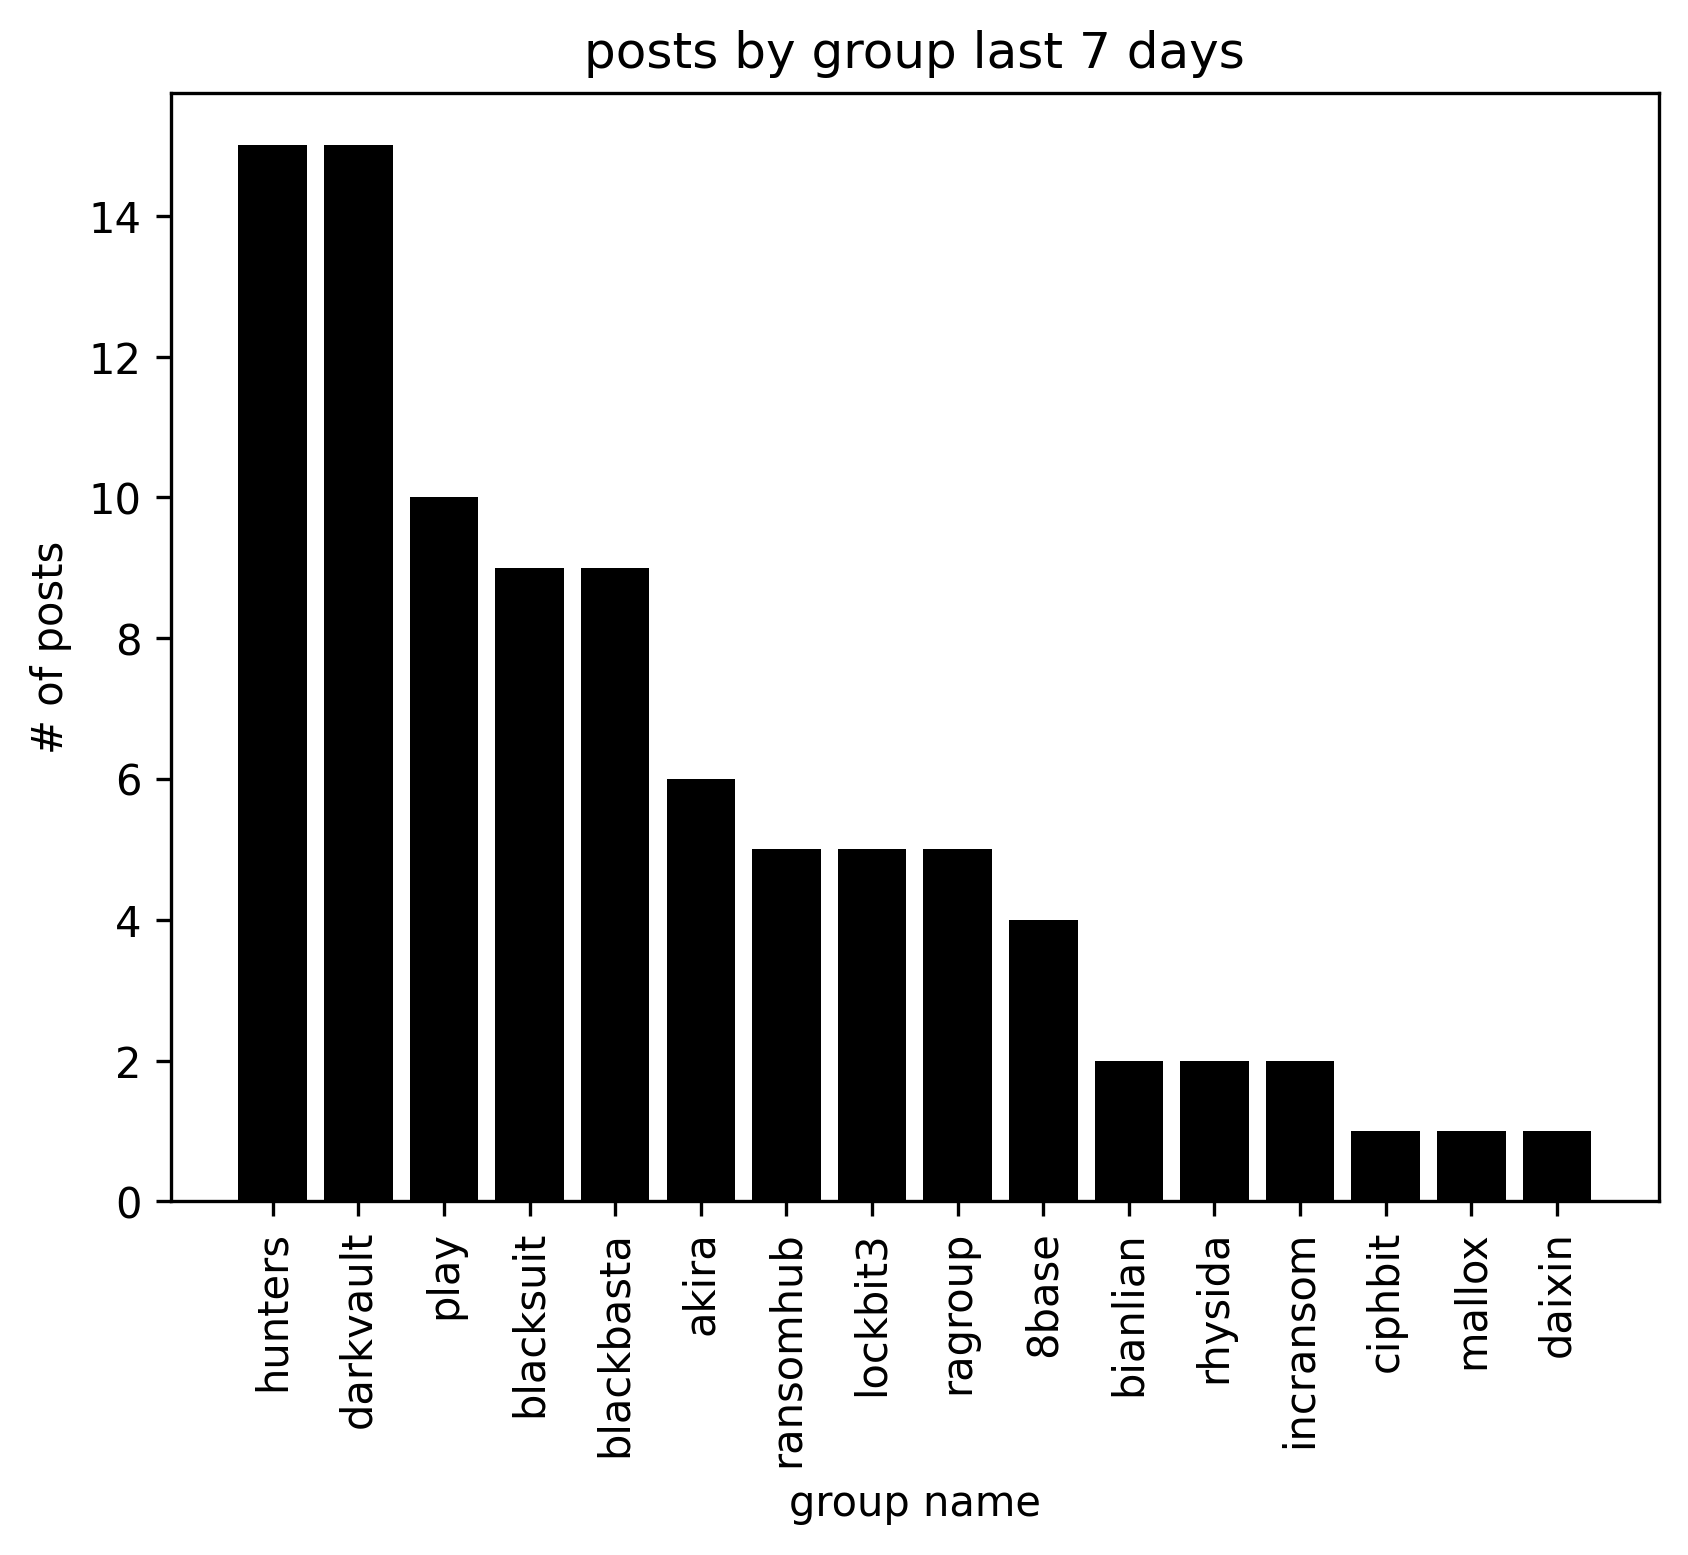 posts by group last 7 days
# of posts
14
12
10
8
6
4
2
0
hunters
darkvault
play
blacksuit
blackbasta
akira
ransomhub
lockbit3
ragroup
8base
bianlian
rhysida
incransom
ciphbit
mallox
daixin
group name